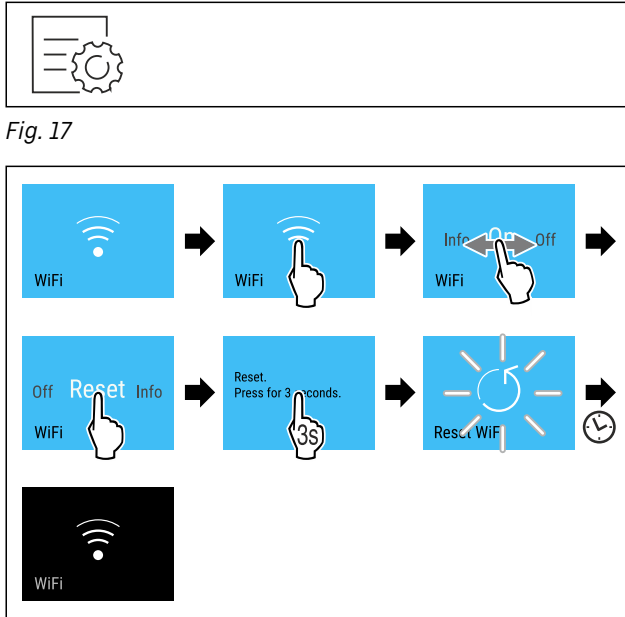 Fig. 17
WiFi
WiFi
Info On Off
WiFi
Off Reset Info
WiFi
Reset.
Press for 3 seconds.
3s
Reset WiFi
WiFi